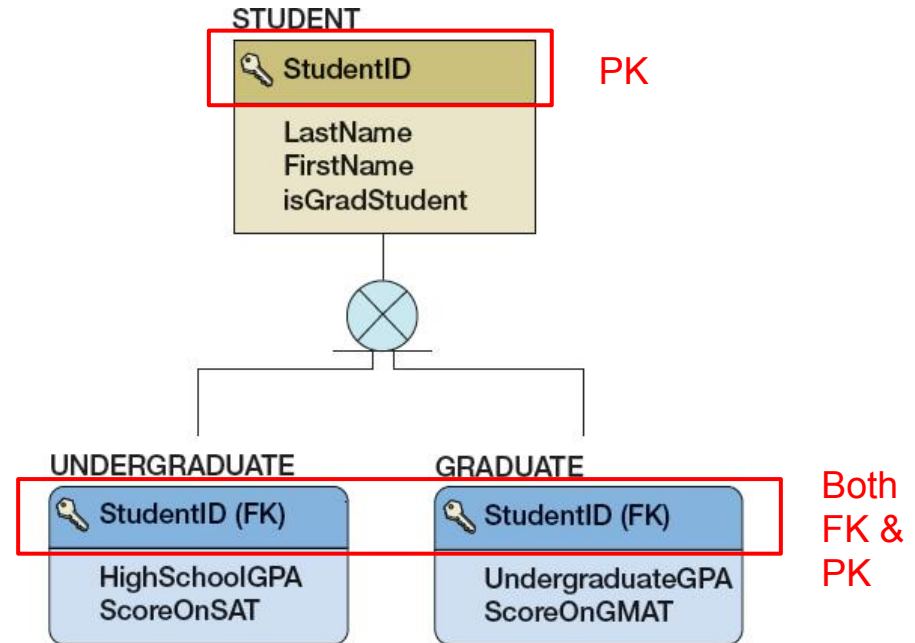 STUDENT
StudentID
PK
LastName
FirstName
isGradStudent
UNDERGRADUATE
GRADUATE
StudentID (FK)
StudentID (FK)
Both
FK &
PK
HighSchoolGPA
ScoreOnSAT
UndergraduateGPA
ScoreOnGMAT